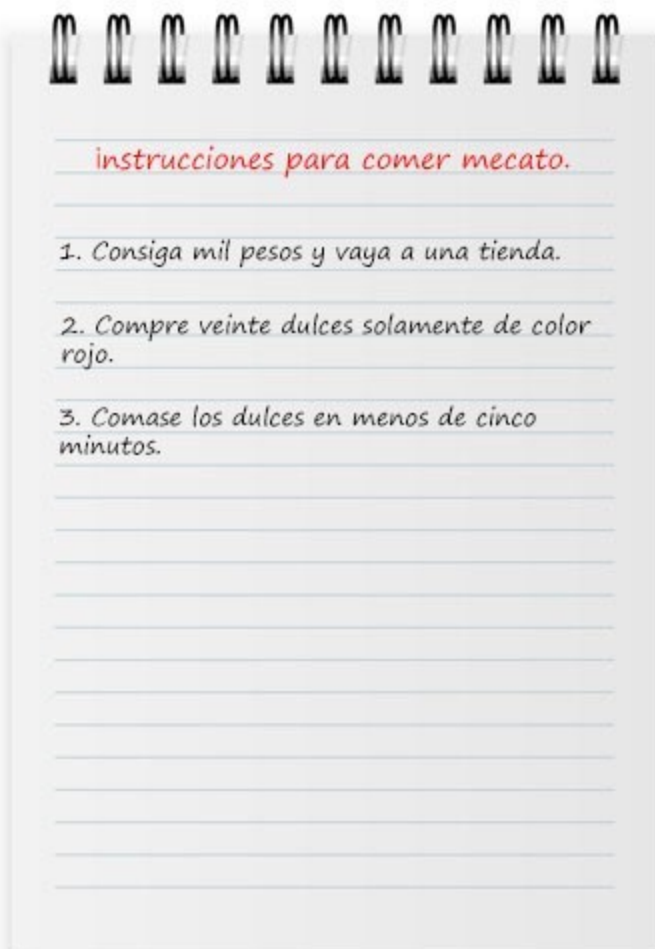 instrucciones para comer mecato.
1. Consiga mil pesos y vaya a una tienda.
2. Compre veinte dulces solamente de color
rojo.
3. Comase los dulces en menos de cinco
minutos.